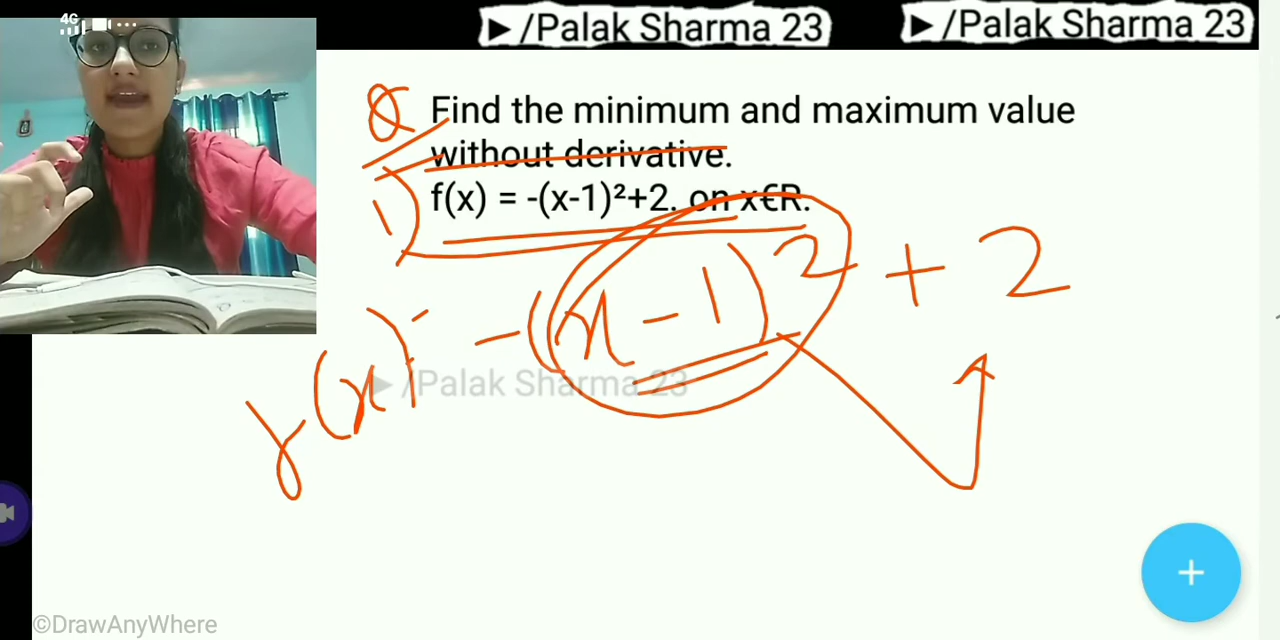 4G
▶ /Palak Sharma 23 ▶ /Palak Sharma 23
Q Find the minimum and maximum value
without derivative.
1) f(x) = -(x-1)²+2. on x€R.
f(x) = -(x-1)² + 2
▶ /Palak Sharma 23
©DrawAnyWhere